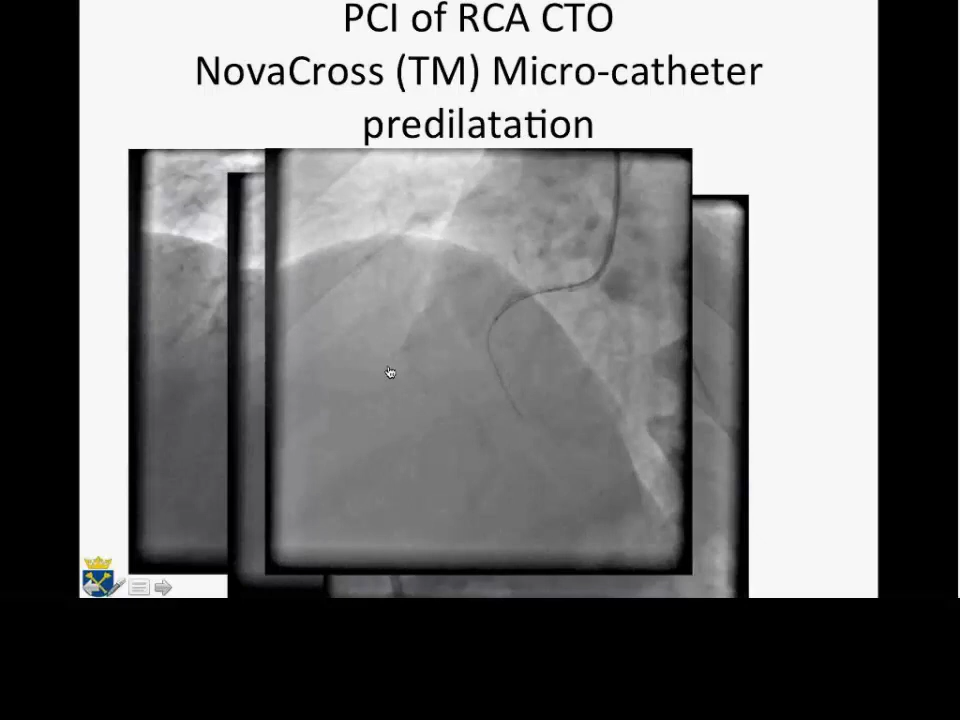 PCI of RCA CTO
NovaCross (TM) Micro-catheter
predilatation